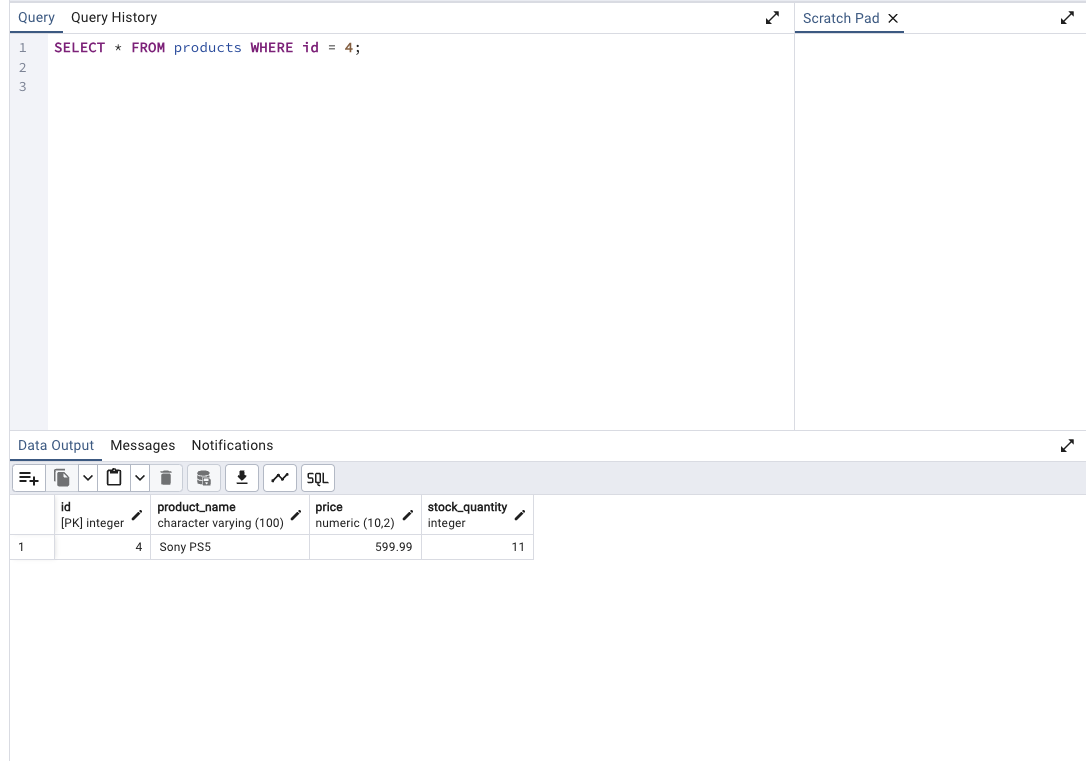 Query Query History
Scratch Pad
1 SELECT * FROM products WHERE id = 4;
2
3
Data Output Messages Notifications
SQL
id product_name price stock_quantity
[PK] integer character varying (100) numeric (10,2) integer
1 4 Sony PS5 599.99 11